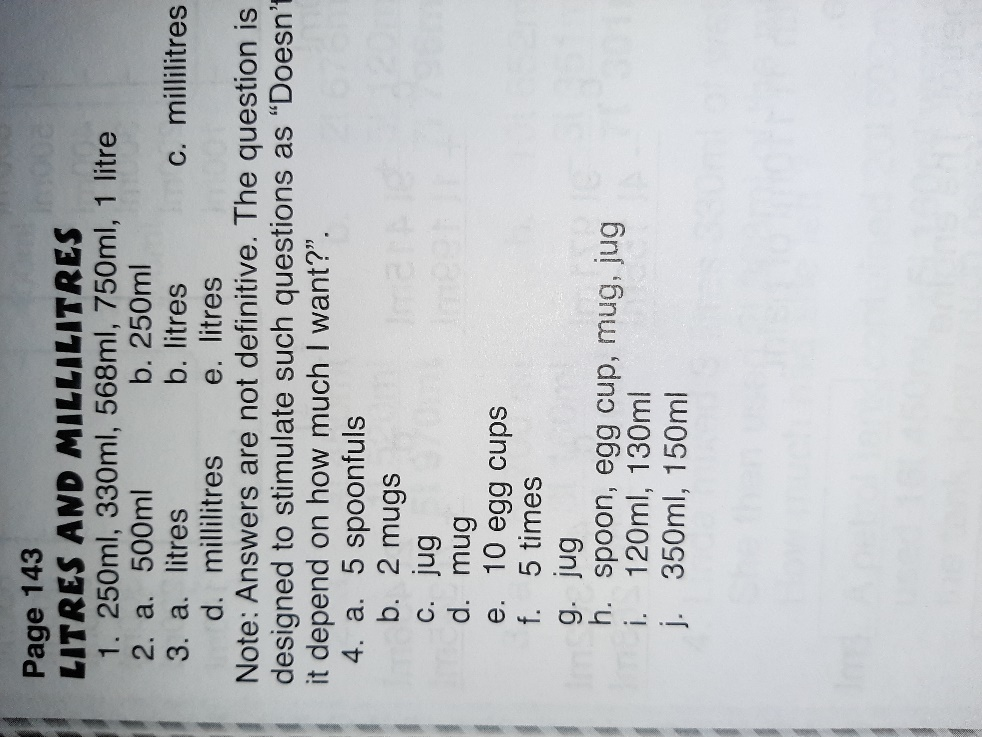 Page 143
LITRES AND MILLILITRES
1. 250ml, 330ml, 568ml, 750ml, 1 litre
2. a. 500ml b. 250ml
3. a. litres b. litres c. millilitres
d. millilitres e. litres
Note: Answers are not definitive. The question is
designed to stimulate such questions as “Doesn't
it depend on how much I want?”.
4. a. 5 spoonfuls
b. 2 mugs
c. jug
d. mug
e. 10 egg cups
f. 5 times
g. jug
h. spoon, egg cup, mug, jug
i. 120ml, 130ml
j. 350ml, 150ml